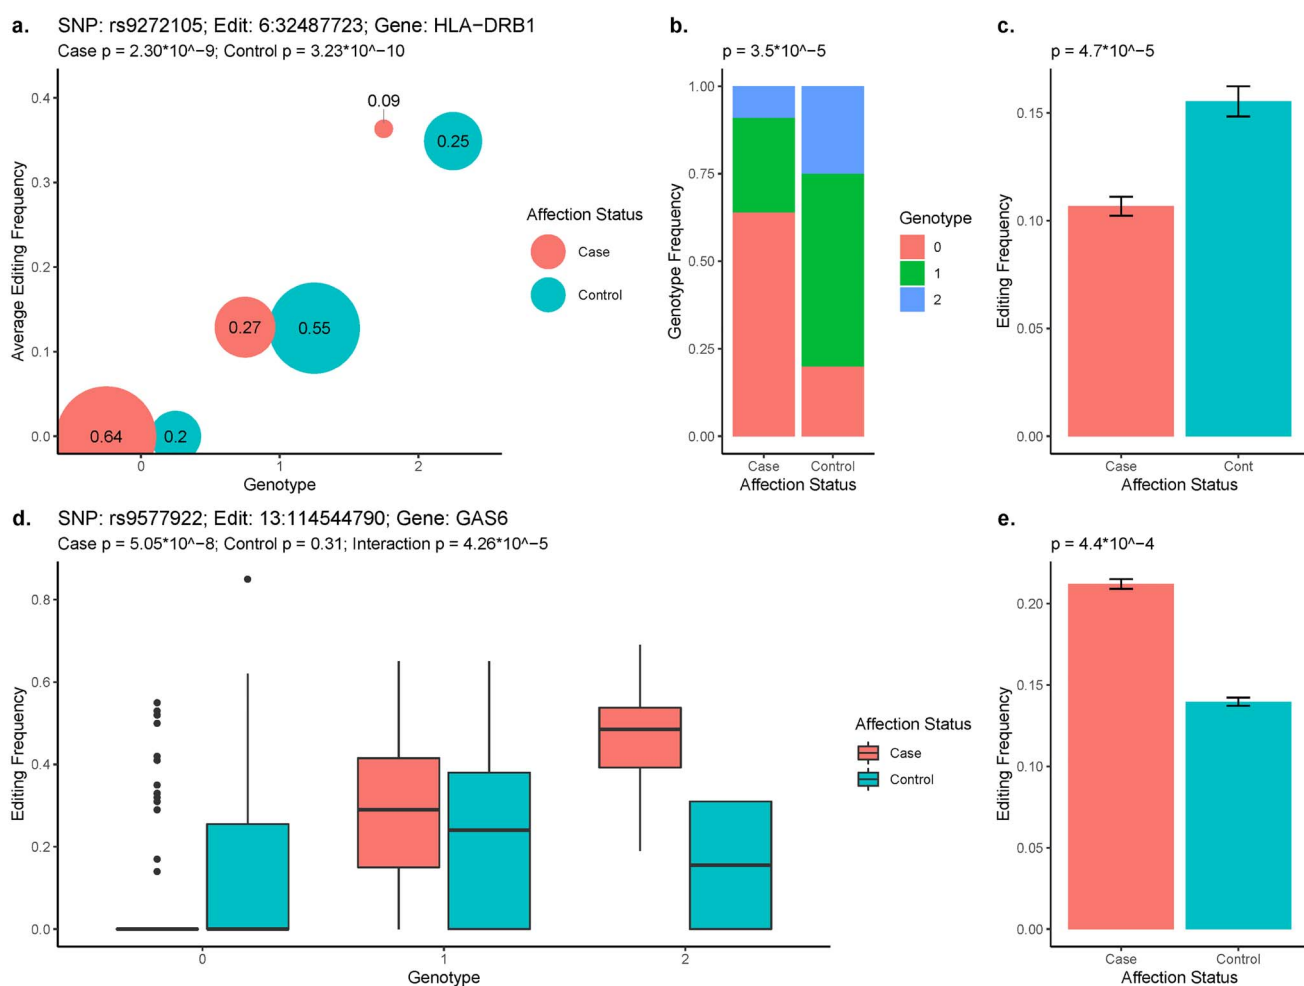 a.
SNP: rs9272105; Edit: 6:32487723; Gene: HLA−DRB1
Case p = 2.30*10^−9; Control p = 3.23*10^−10
Average Editing Frequency
0.4
0.3
0.2
0.1
0.0
0.09
0.25
0.27
0.55
0.64
0.2
0
1
2
Genotype
Affection Status
Case
Control
b.
p = 3.5*10^−5
Genotype Frequency
1.00
0.75
0.50
0.25
0.00
Case
Control
Affection Status
Genotype
0
1
2
c.
p = 4.7*10^−5
Editing Frequency
0.15
0.10
0.05
0.00
Case
Cont
Affection Status
d.
SNP: rs9577922; Edit: 13:114544790; Gene: GAS6
Case p = 5.05*10^−8; Control p = 0.31; Interaction p = 4.26*10^−5
Editing Frequency
0.8
0.6
0.4
0.2
0.0
0
1
2
Genotype
Affection Status
Case
Control
e.
p = 4.4*10^−4
Editing Frequency
0.20
0.15
0.10
0.05
0.00
Case
Control
Affection Status